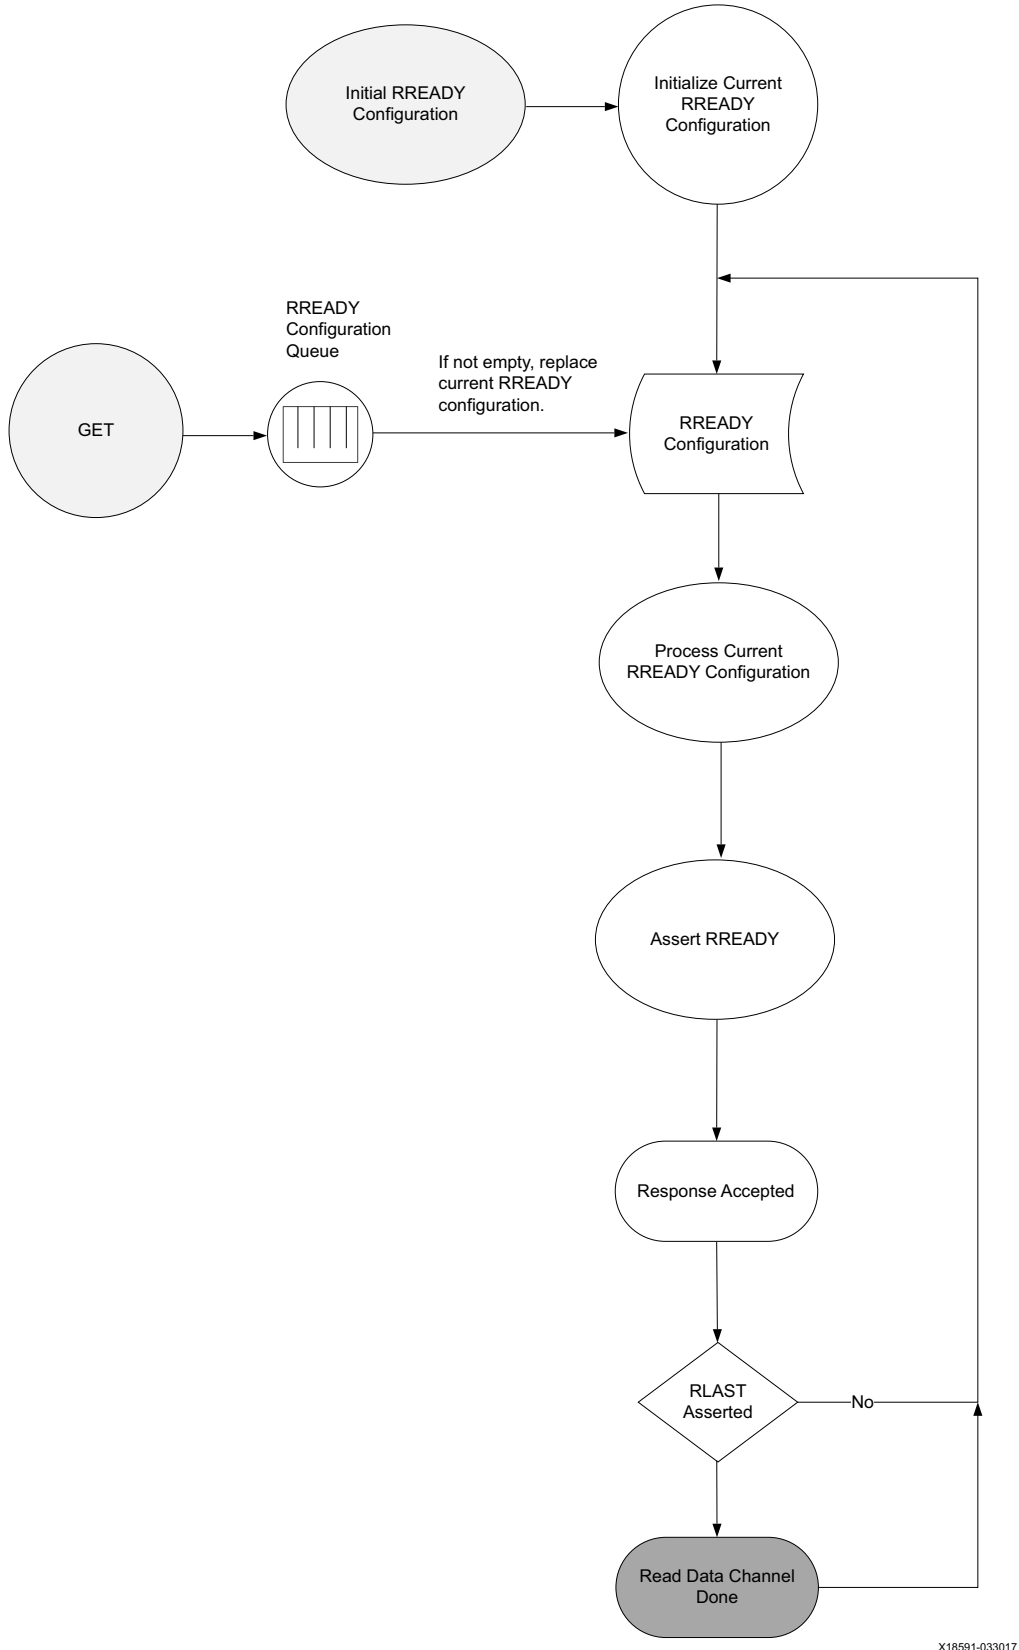 Initial RREADY
Configuration
Initialize Current
RREADY
Configuration
RREADY
Configuration
Queue
If not empty, replace
current RREADY
configuration.
GET
RREADY
Configuration
Process Current
RREADY Configuration
Assert RREADY
Response Accepted
RLAST
Asserted
No
Read Data Channel
Done
X18591-033017